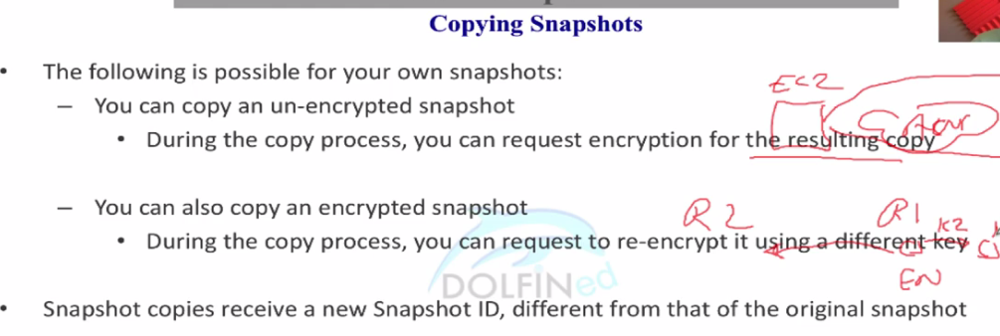 Copying Snapshots
• The following is possible for your own snapshots:
– You can copy an un-encrypted snapshot
EC2
• During the copy process, you can request encryption for the resulting copy
– You can also copy an encrypted snapshot
R2 R1
K2
• During the copy process, you can request to re-encrypt it using a different key
EN
DOLFINed
• Snapshot copies receive a new Snapshot ID, different from that of the original snapshot